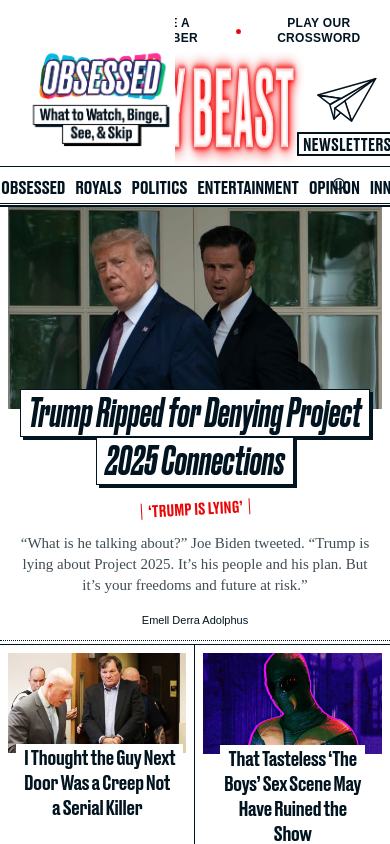 PLAY OUR
CROSSWORD
OBSESSED
What to Watch, Binge,
See, & Skip
BEAST
NEWSLETTERS
OBSESSED ROYALS POLITICS ENTERTAINMENT OPINION INN
Trump Ripped for Denying Project
2025 Connections
‘TRUMP IS LYING’
“What is he talking about?” Joe Biden tweeted. “Trump is
lying about Project 2025. It’s his people and his plan. But
it’s your freedoms and future at risk.”
Emell Derra Adolphus
I Thought the Guy Next
Door Was a Creep Not
a Serial Killer
That Tasteless ‘The
Boys’ Sex Scene May
Have Ruined the
Show